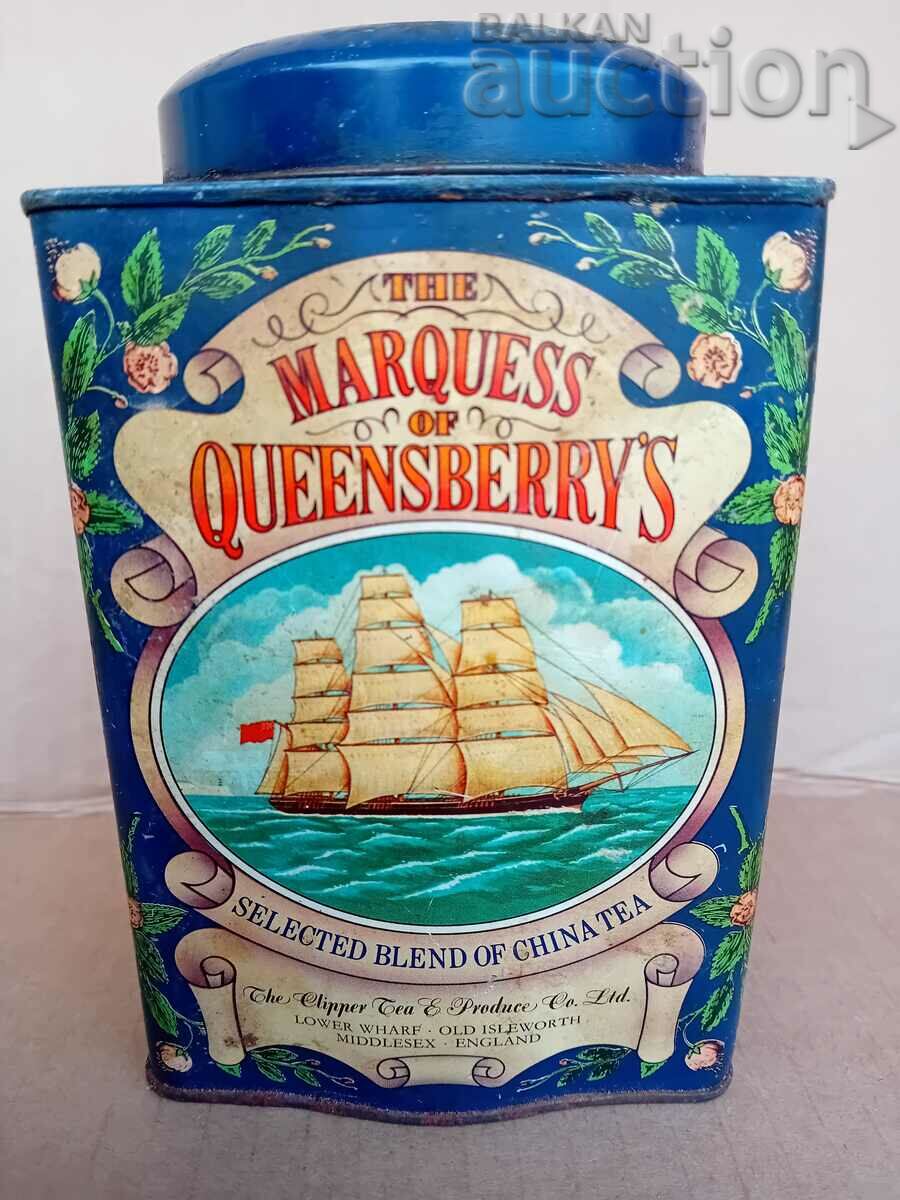 BALKAN
auction
THE
MARQUESS
OF
QUEENSBERRY'S
SELECTED BLEND OF CHINA TEA
The Clipper Tea & Produce Co. Ltd.
LOWER WHARF · OLD ISLEWORTH
MIDDLESEX · ENGLAND